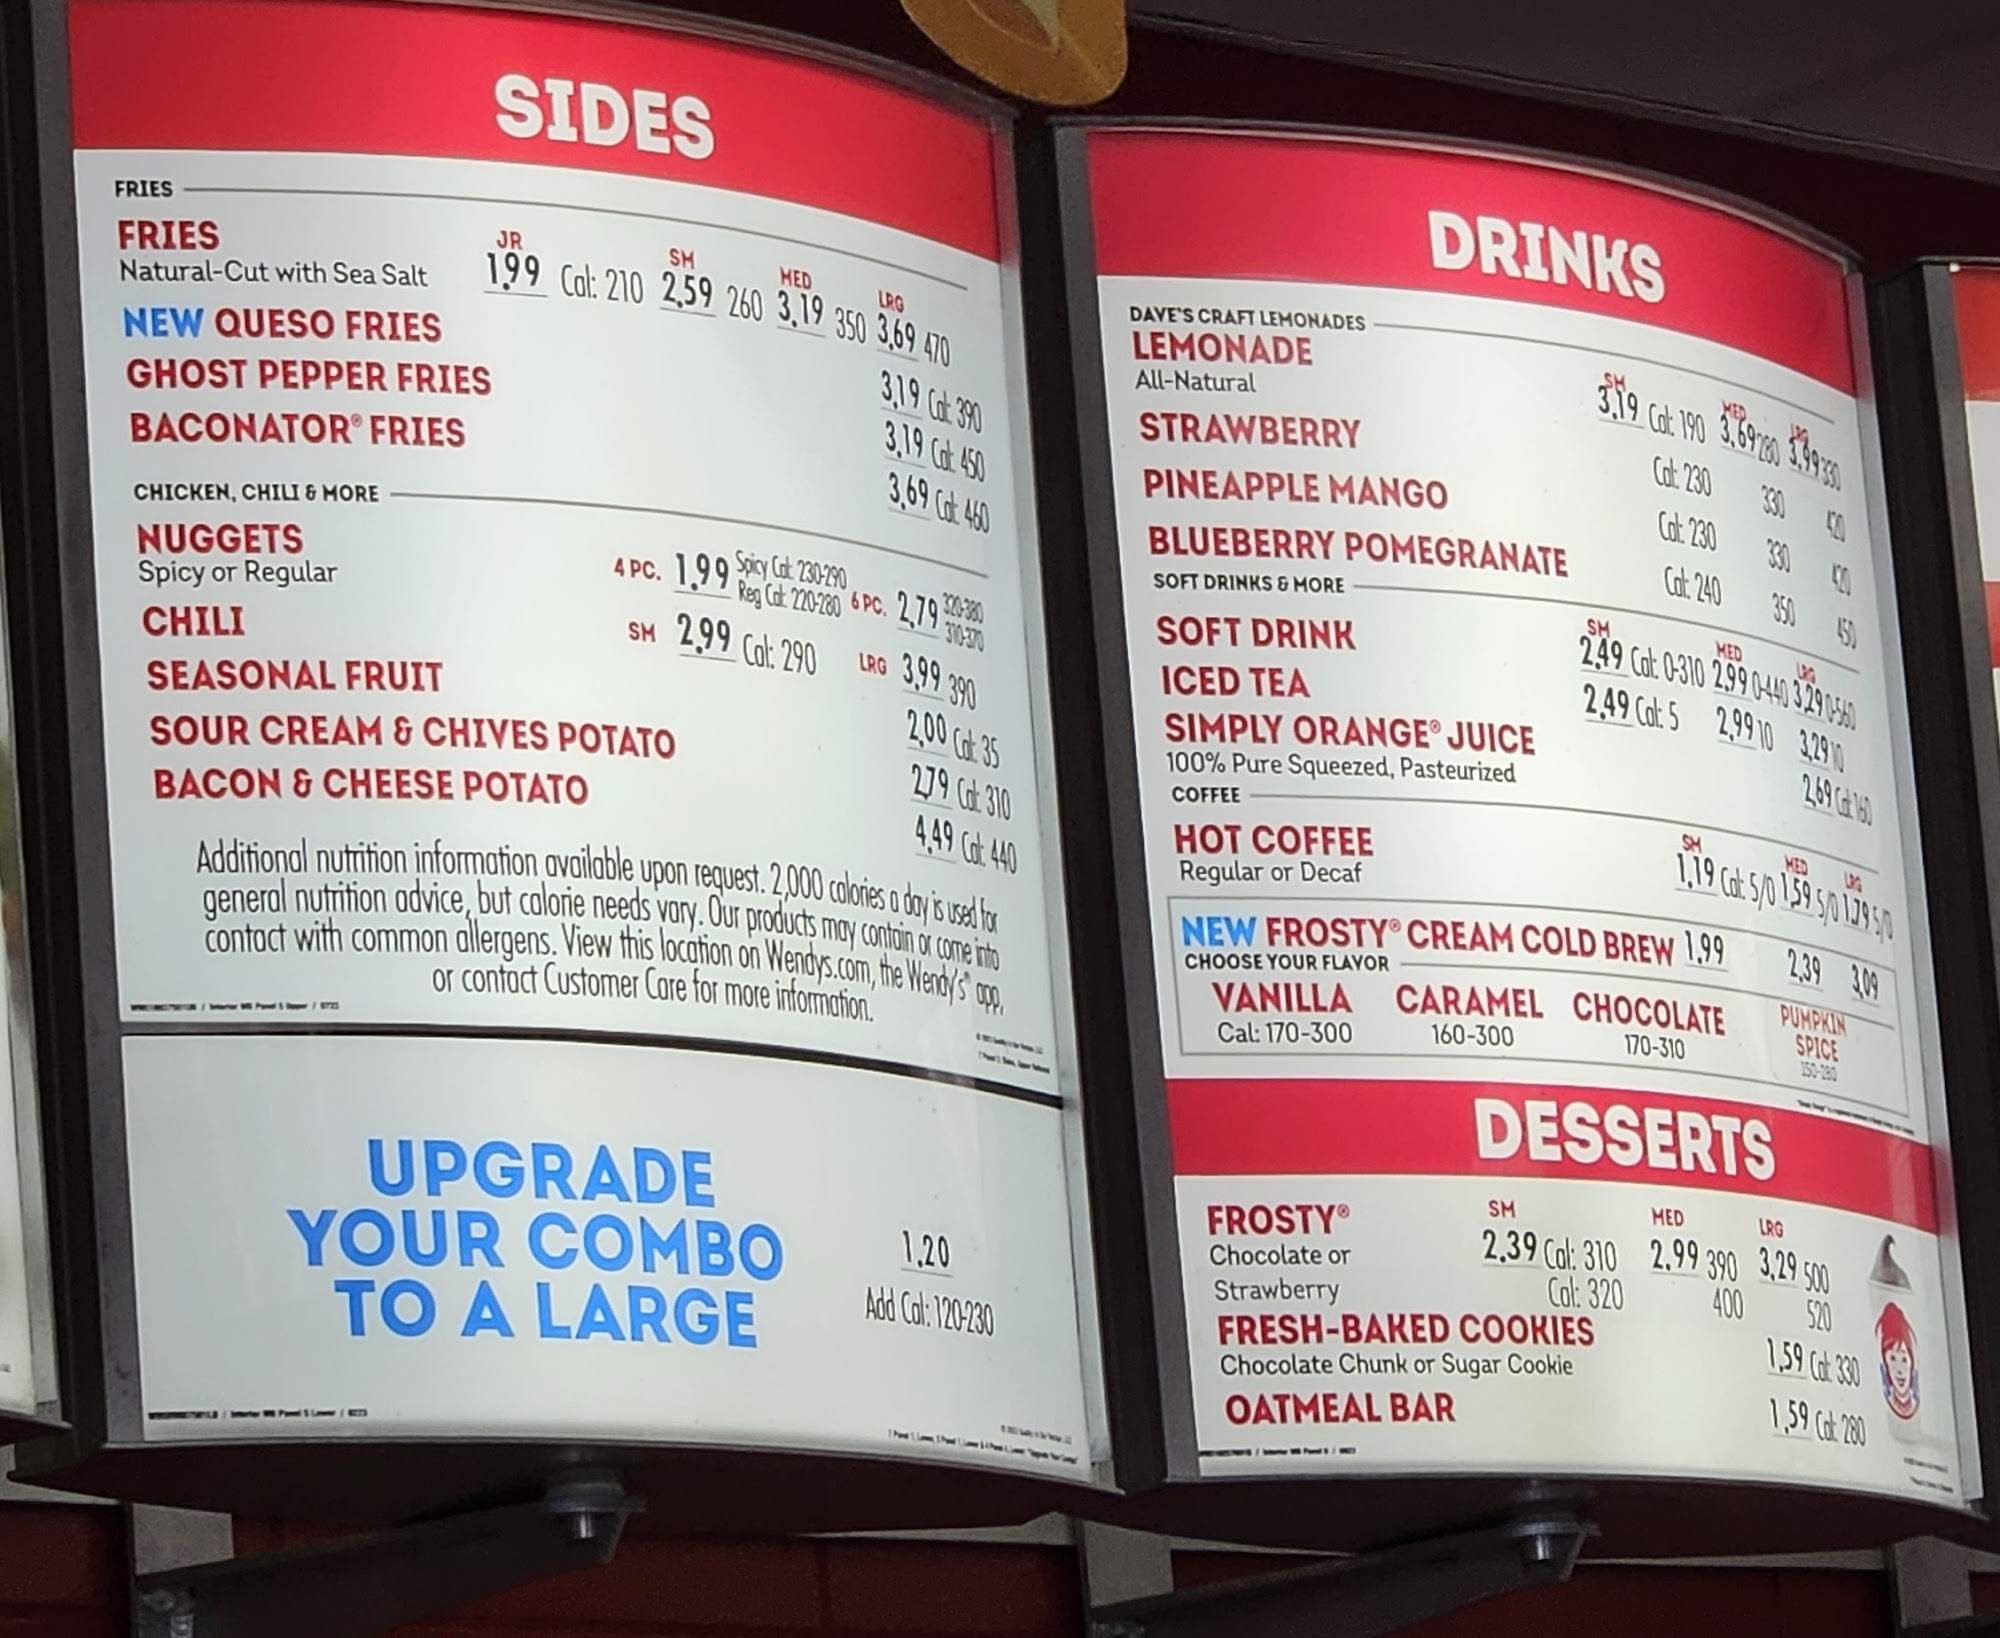 SIDES
FRIES
FRIES
JR SM MED LRG
Natural-Cut with Sea Salt 1.99 Cal: 210 2.59 260 3.19 350 3.69 470
NEW QUESO FRIES 3.19 Cal: 390
GHOST PEPPER FRIES 3.19 Cal: 450
BACONATOR® FRIES 3.69 Cal: 460
CHICKEN, CHILI & MORE
NUGGETS
Spicy or Regular 4 PC. 1.99 Spicy Cal: 230-290 Reg Cal: 220-280 6 PC. 2.79 320-380 310-370
CHILI SM 2.99 Cal: 290 LRG 3.99 390
SEASONAL FRUIT 2.00 Cal: 35
SOUR CREAM & CHIVES POTATO 2.79 Cal: 310
BACON & CHEESE POTATO 4.49 Cal: 440
Additional nutrition information available upon request. 2,000 calories a day is used for
general nutrition advice, but calorie needs vary. Our products may contain or come into
contact with common allergens. View this location on Wendys.com, the Wendy's® app,
or contact Customer Care for more information.
UPGRADE
YOUR COMBO
TO A LARGE
1.20
Add Cal: 120-230
DRINKS
DAVE'S CRAFT LEMONADES
LEMONADE
SM MED LRG
All-Natural 3.19 Cal: 190 3.69 280 3.99 330
STRAWBERRY Cal: 230 330 420
PINEAPPLE MANGO Cal: 230 330 420
BLUEBERRY POMEGRANATE Cal: 240 350 450
SOFT DRINKS & MORE
SM MED LRG
SOFT DRINK 2.49 Cal: 0-310 2.99 0-440 3.29 0-560
ICED TEA 2.49 Cal: 5 2.99 10 3.29 10
SIMPLY ORANGE® JUICE 2.69 Cal: 160
100% Pure Squeezed, Pasteurized
COFFEE
SM MED LRG
HOT COFFEE 1.19 Cal: 5/0 1.59 5/0 1.79 5/0
Regular or Decaf
NEW FROSTY® CREAM COLD BREW 1.99 2.39 3.09
CHOOSE YOUR FLAVOR
VANILLA CARAMEL CHOCOLATE PUMPKIN SPICE
Cal: 170-300 160-300 170-310 150-280
DESSERTS
SM MED LRG
FROSTY®
Chocolate or 2.39 Cal: 310 2.99 390 3.29 500
Strawberry Cal: 320 400 520
FRESH-BAKED COOKIES 1.59 Cal: 330
Chocolate Chunk or Sugar Cookie
OATMEAL BAR 1.59 Cal: 280